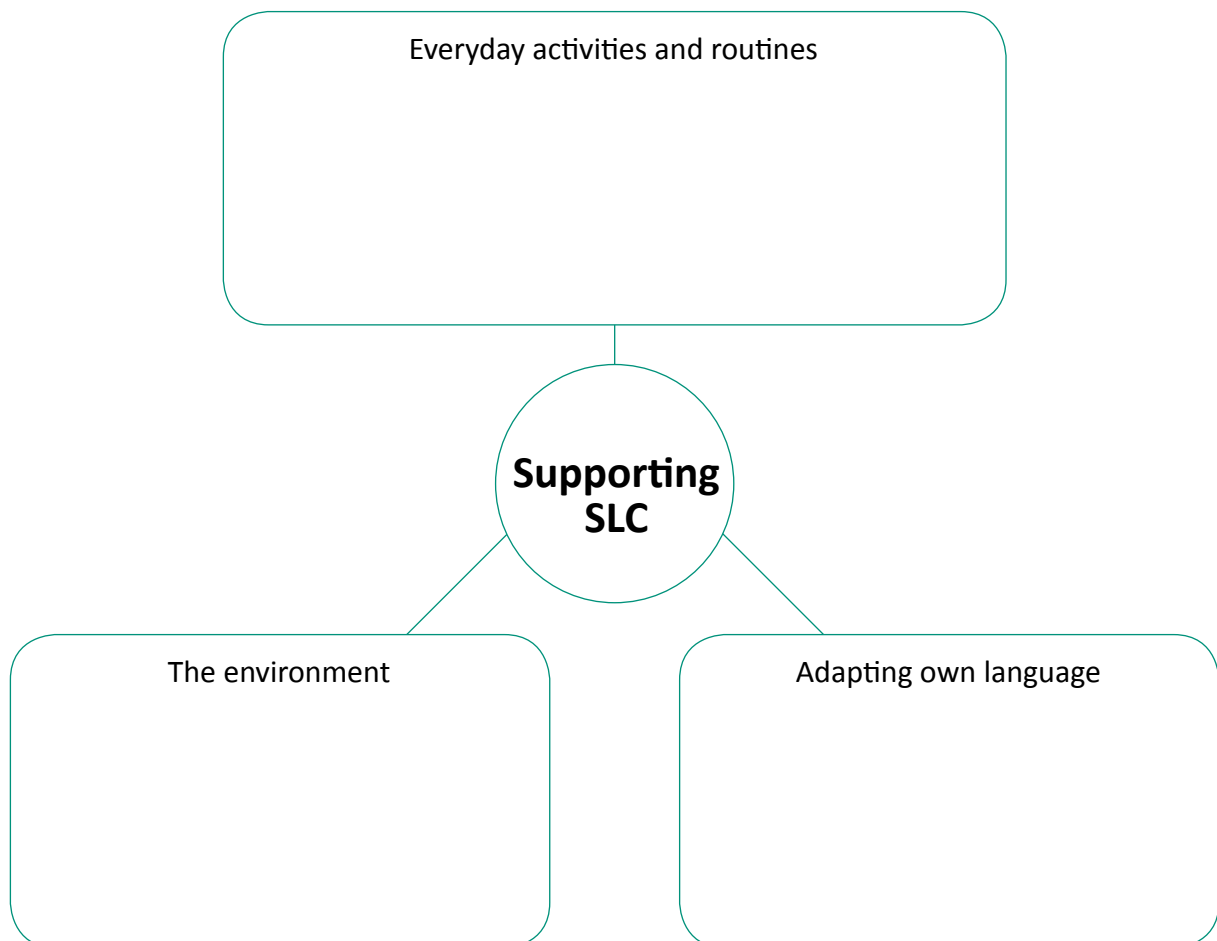 Everyday activities and routines
Supporting
SLC
The environment
Adapting own language